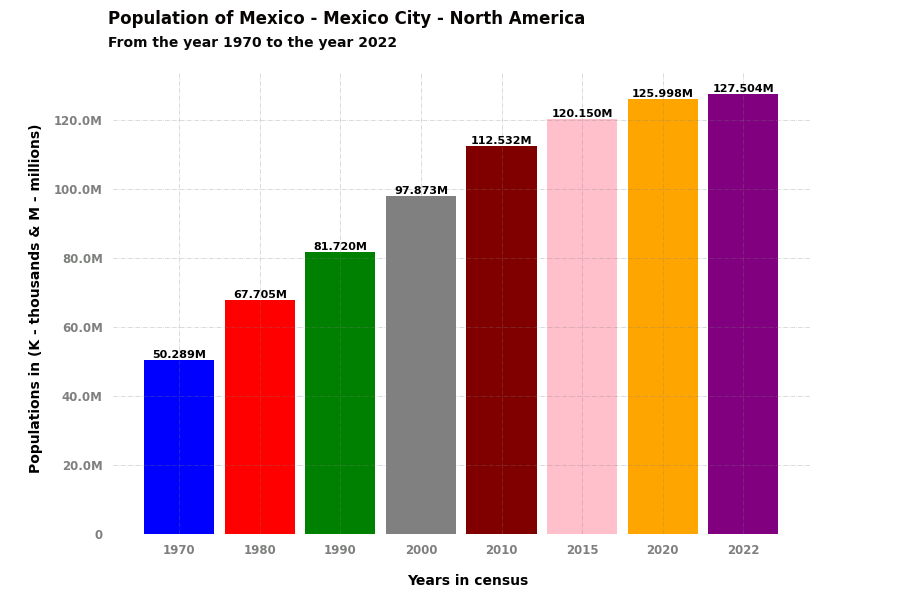 Population of Mexico - Mexico City - North America
From the year 1970 to the year 2022
Populations in (K - thousands & M - millions)
120.0M
100.0M
80.0M
60.0M
40.0M
20.0M
0
50.289M
67.705M
81.720M
97.873M
112.532M
120.150M
125.998M
127.504M
1970 1980 1990 2000 2010 2015 2020 2022
Years in census